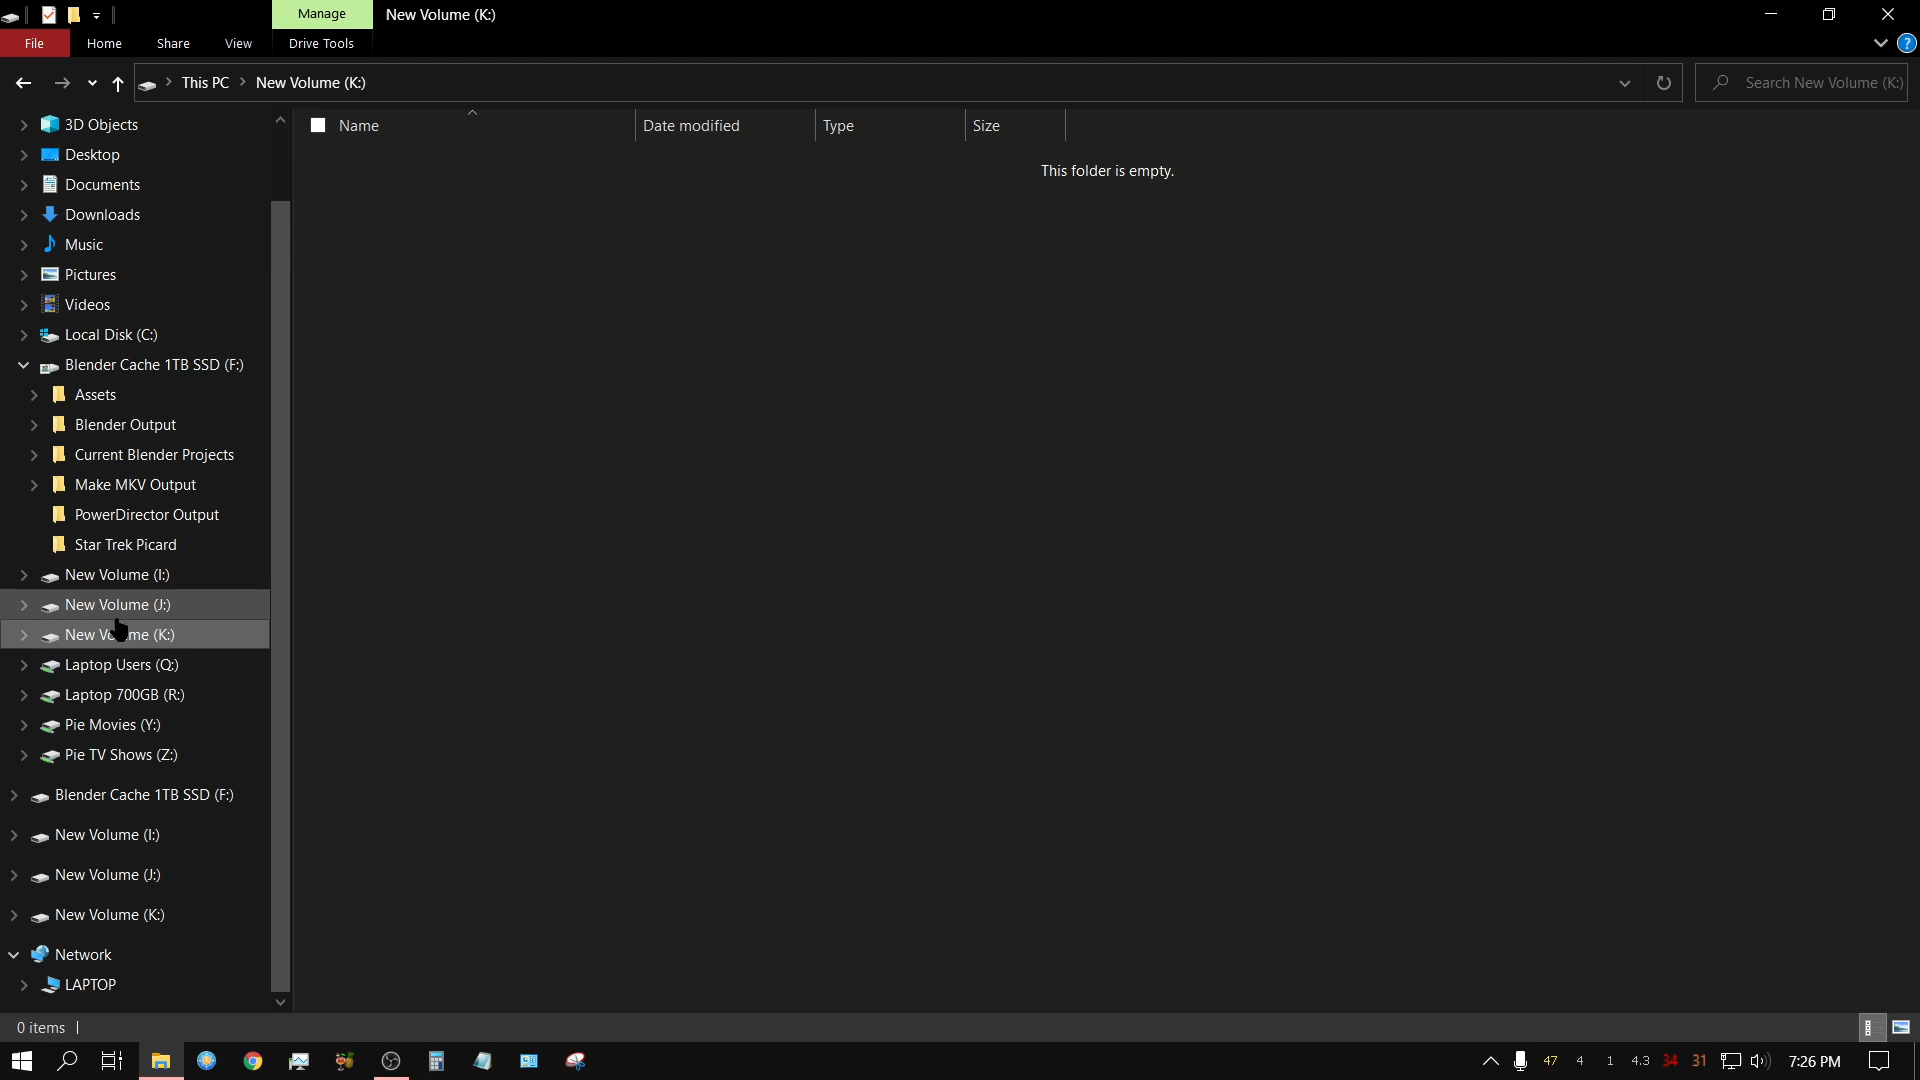 Manage
New Volume (K:)
File
Home
Share
View
Drive Tools
This PC
New Volume (K:)
Search New Volume (K:)
3D Objects
Desktop
Documents
Downloads
Music
Pictures
Videos
Local Disk (C:)
Blender Cache 1TB SSD (F:)
Assets
Blender Output
Current Blender Projects
Make MKV Output
PowerDirector Output
Star Trek Picard
New Volume (I:)
New Volume (J:)
New Volume (K:)
Laptop Users (Q:)
Laptop 700GB (R:)
Pie Movies (Y:)
Pie TV Shows (Z:)
Blender Cache 1TB SSD (F:)
New Volume (I:)
New Volume (J:)
New Volume (K:)
Network
LAPTOP
Name
Date modified
Type
Size
This folder is empty.
0 items
47 4 1 4.3 34 31
7:26 PM